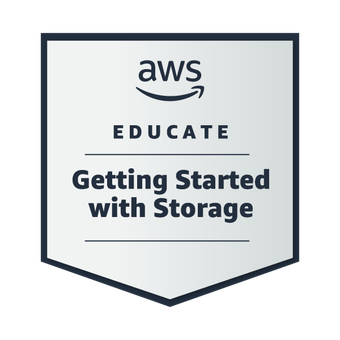 aws
EDUCATE
Getting Started
with Storage